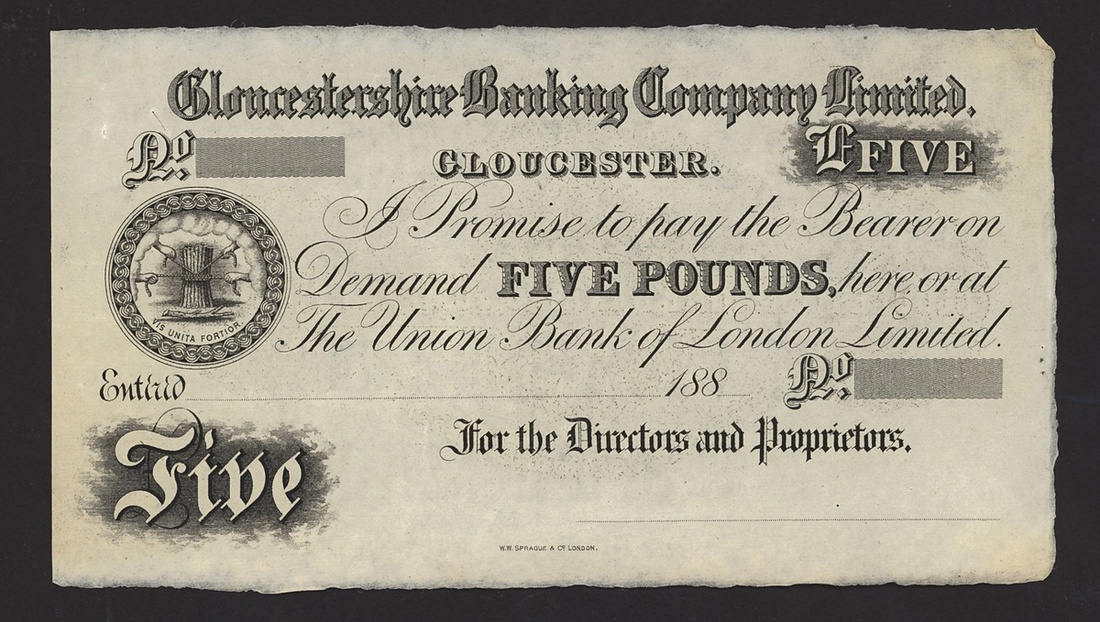 Gloucestershire Banking Company Limited.
No.
GLOUCESTER.
£FIVE
I Promise to pay the Bearer on
Demand FIVE POUNDS, here or at
The Union Bank of London Limited.
VIS UNITA FORTIOR
Entered 188 No.
For the Directors and Proprietors.
Five
W.W. SPRAGUE & Co. LONDON.